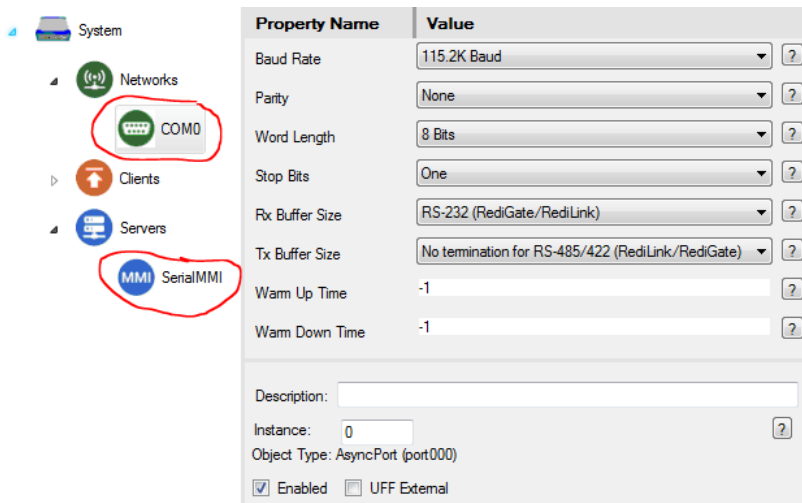 System
Networks
COM0
Clients
Servers
MMI SerialMMI
Property Name Value
Baud Rate 115.2K Baud ?
Parity None ?
Word Length 8 Bits ?
Stop Bits One ?
Rx Buffer Size RS-232 (RediGate/RediLink) ?
Tx Buffer Size No termination for RS-485/422 (RediLink/RediGate) ?
Warm Up Time -1 ?
Warm Down Time -1 ?
Description:
Instance: 0 ?
Object Type: AsyncPort (port000)
Enabled UFF External